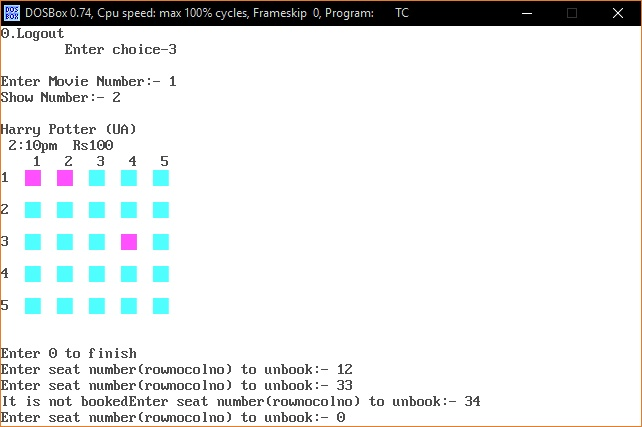 DOS BOX DOSBox 0.74, Cpu speed: max 100% cycles, Frameskip 0, Program: TC
0.Logout
Enter choice-3
Enter Movie Number:- 1
Show Number:- 2
Harry Potter (UA)
2:10pm Rs100
1 2 3 4 5
1
2
3
4
5
Enter 0 to finish
Enter seat number(rownocolno) to unbook:- 12
Enter seat number(rownocolno) to unbook:- 33
It is not bookedEnter seat number(rownocolno) to unbook:- 34
Enter seat number(rownocolno) to unbook:- 0